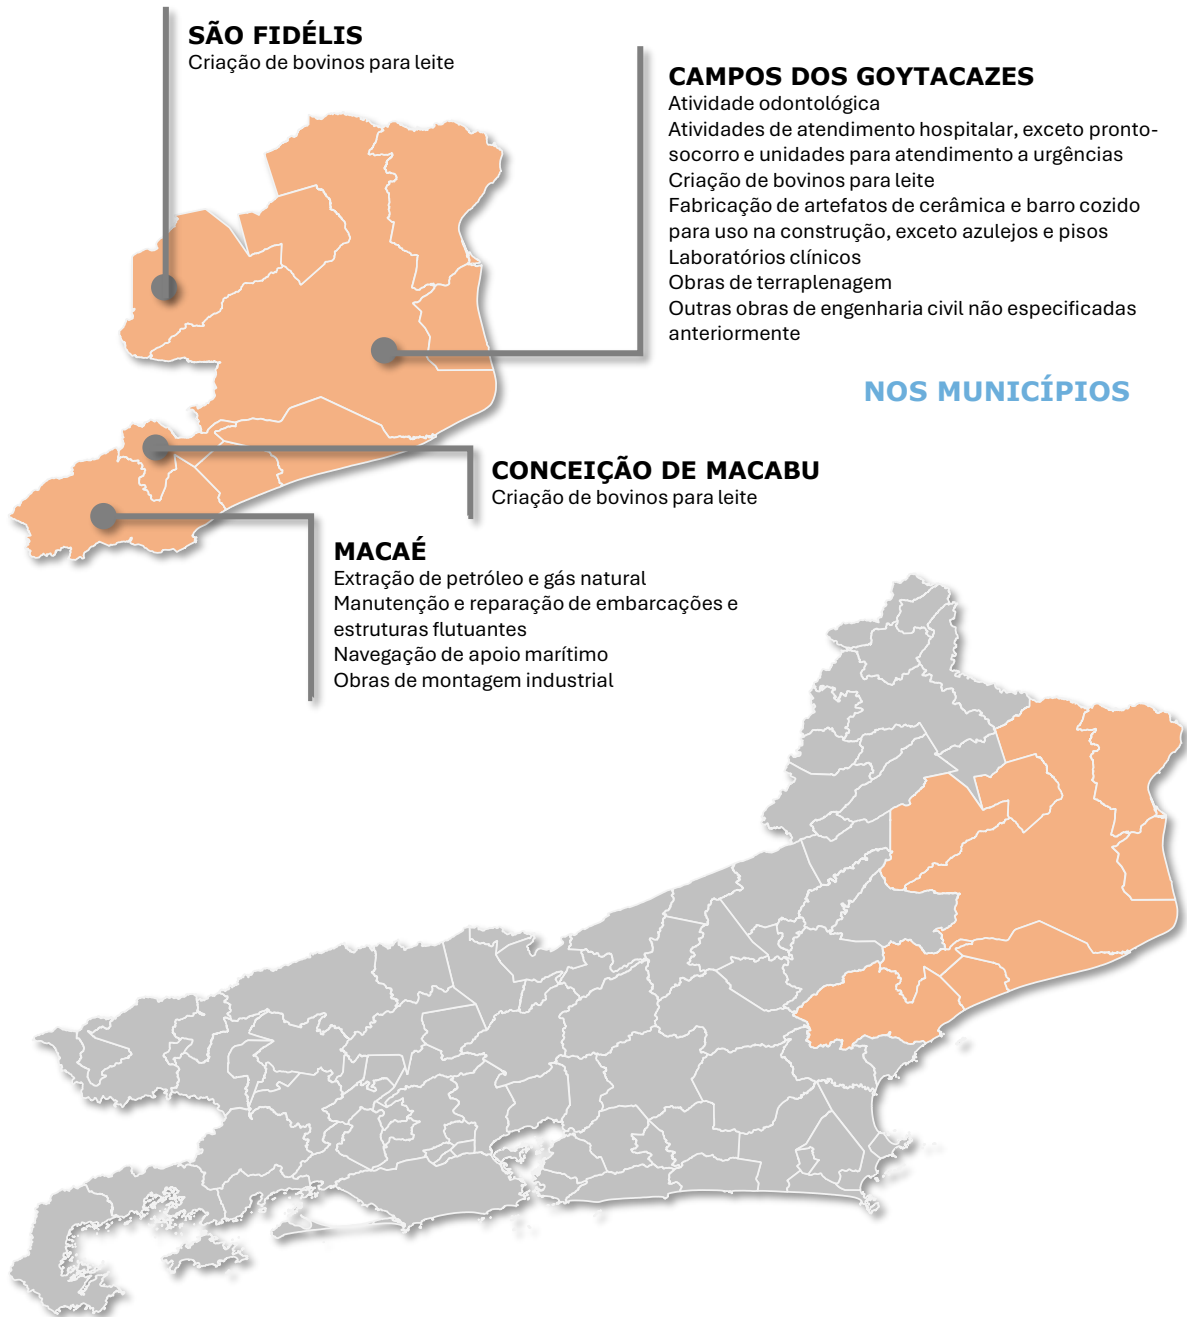 SÃO FIDÉLIS
Criação de bovinos para leite
CAMPOS DOS GOYTACAZES
Atividade odontológica
Atividades de atendimento hospitalar, exceto pronto-
socorro e unidades para atendimento a urgências
Criação de bovinos para leite
Fabricação de artefatos de cerâmica e barro cozido
para uso na construção, exceto azulejos e pisos
Laboratórios clínicos
Obras de terraplenagem
Outras obras de engenharia civil não especificadas
anteriormente
NOS MUNICÍPIOS
CONCEIÇÃO DE MACABU
Criação de bovinos para leite
MACAÉ
Extração de petróleo e gás natural
Manutenção e reparação de embarcações e
estruturas flutuantes
Navegação de apoio marítimo
Obras de montagem industrial